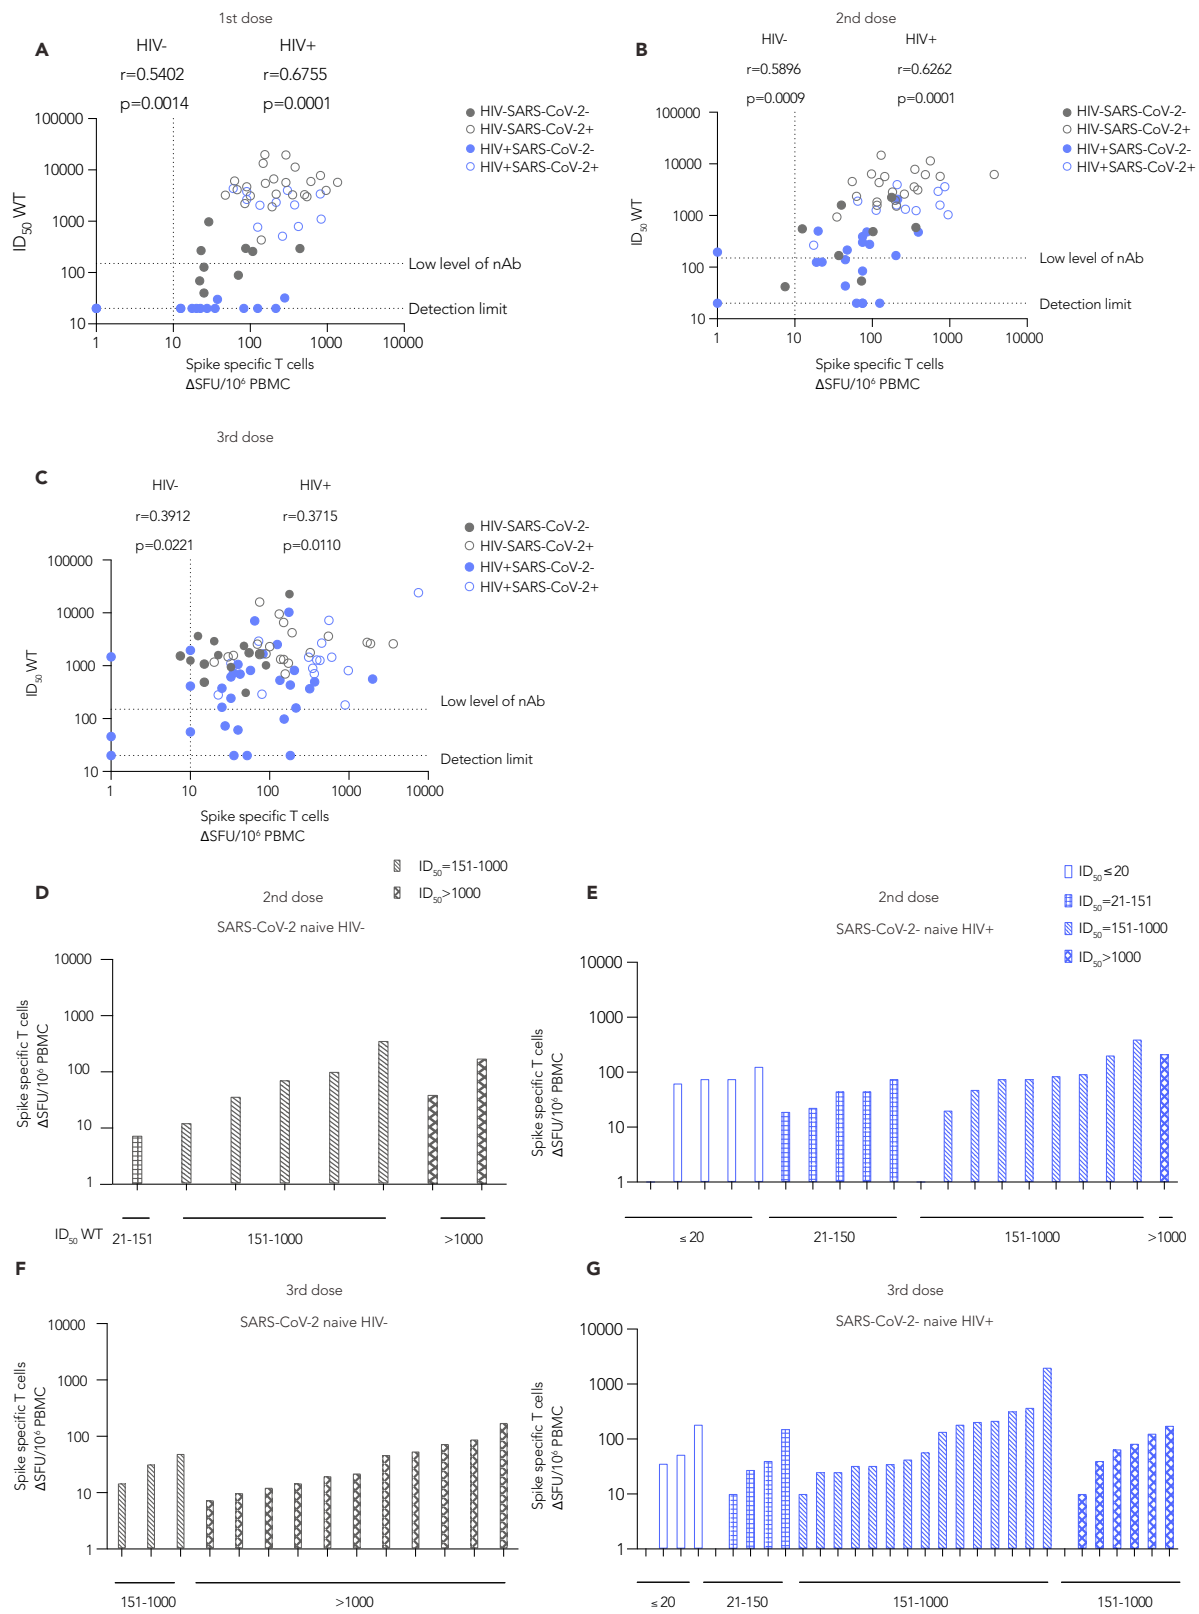 1st dose
A
HIV-
HIV+
r=0.5402
r=0.6755
p=0.0014
p=0.0001
HIV-SARS-CoV-2-
HIV-SARS-CoV-2+
HIV+SARS-CoV-2-
HIV+SARS-CoV-2+
100000
10000
1000
100
10
ID50 WT
Low level of nAb
Detection limit
1 10 100 1000 10000
Spike specific T cells
ΔSFU/10⁶ PBMC
2nd dose
B
HIV-
HIV+
r=0.5896
r=0.6262
p=0.0009
p=0.0001
HIV-SARS-CoV-2-
HIV-SARS-CoV-2+
HIV+SARS-CoV-2-
HIV+SARS-CoV-2+
100000
10000
1000
100
10
ID50 WT
Low level of nAb
Detection limit
1 10 100 1000 10000
Spike specific T cells
ΔSFU/10⁶ PBMC
3rd dose
C
HIV-
HIV+
r=0.3912
r=0.3715
p=0.0221
p=0.0110
HIV-SARS-CoV-2-
HIV-SARS-CoV-2+
HIV+SARS-CoV-2-
HIV+SARS-CoV-2+
100000
10000
1000
100
10
ID50 WT
Low level of nAb
Detection limit
1 10 100 1000 10000
Spike specific T cells
ΔSFU/10⁶ PBMC
ID50=151-1000
ID50>1000
D
2nd dose
SARS-CoV-2 naive HIV-
10000
1000
100
10
1
Spike specific T cells
ΔSFU/10⁶ PBMC
ID50 WT
21-151
151-1000
>1000
E
2nd dose
SARS-CoV-2- naive HIV+
ID50≤20
ID50=21-151
ID50=151-1000
ID50>1000
10000
1000
100
10
1
Spike specific T cells
ΔSFU/10⁶ PBMC
≤20
21-150
151-1000
>1000
F
3rd dose
SARS-CoV-2 naive HIV-
10000
1000
100
10
1
Spike specific T cells
ΔSFU/10⁶ PBMC
151-1000
>1000
G
3rd dose
SARS-CoV-2- naive HIV+
10000
1000
100
10
1
Spike specific T cells
ΔSFU/10⁶ PBMC
≤20
21-150
151-1000
151-1000